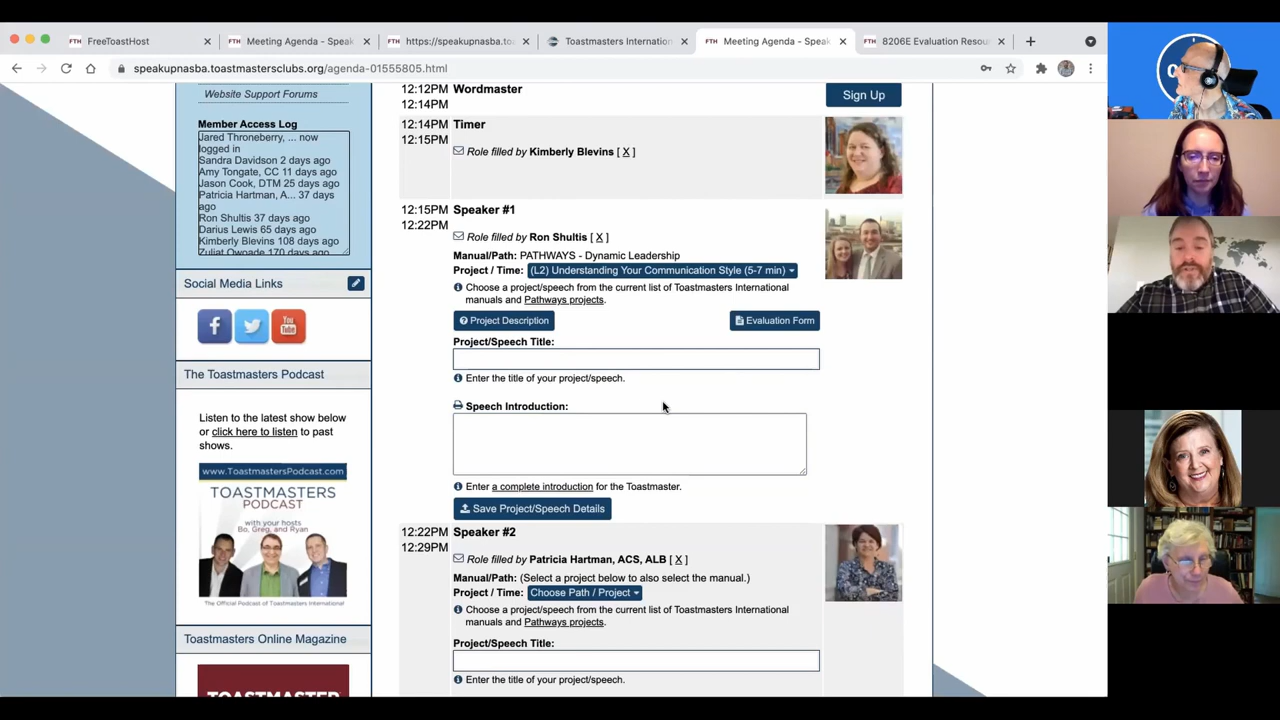 FreeToastHost
Meeting Agenda - Speak
https://speakupnasba.to
Toastmasters Internation
Meeting Agenda - Speak
8206E Evaluation Resou
speakupnasba.toastmastersclubs.org/agenda-01555805.html
Website Support Forums
Member Access Log
Jared Throneberry, ... now
logged in
Sandra Davidson 2 days ago
Amy Tongate, CC 11 days ago
Jason Cook, DTM 25 days ago
Patricia Hartman, A... 37 days
ago
Ron Shultis 37 days ago
Darius Lewis 65 days ago
Kimberly Blevins 108 days ago
Zuliat Owoade 170 days ago
Social Media Links
You
Tube
The Toastmasters Podcast
Listen to the latest show below
or click here to listen to past
shows.
www.ToastmastersPodcast.com
TOASTMASTERS
PODCAST
with your hosts
Bo, Greg, and Ryan
The Official Podcast of Toastmasters International
Toastmasters Online Magazine
TOASTMASTER
12:12PM Wordmaster
12:14PM
Sign Up
12:14PM Timer
12:15PM
Role filled by Kimberly Blevins [ X ]
12:15PM Speaker #1
12:22PM
Role filled by Ron Shultis [ X ]
Manual/Path: PATHWAYS - Dynamic Leadership
Project / Time: (L2) Understanding Your Communication Style (5-7 min)
Choose a project/speech from the current list of Toastmasters International
manuals and Pathways projects.
Project Description
Evaluation Form
Project/Speech Title:
Enter the title of your project/speech.
Speech Introduction:
Enter a complete introduction for the Toastmaster.
Save Project/Speech Details
12:22PM Speaker #2
12:29PM
Role filled by Patricia Hartman, ACS, ALB [ X ]
Manual/Path: (Select a project below to also select the manual.)
Project / Time: Choose Path / Project
Choose a project/speech from the current list of Toastmasters International
manuals and Pathways projects.
Project/Speech Title:
Enter the title of your project/speech.